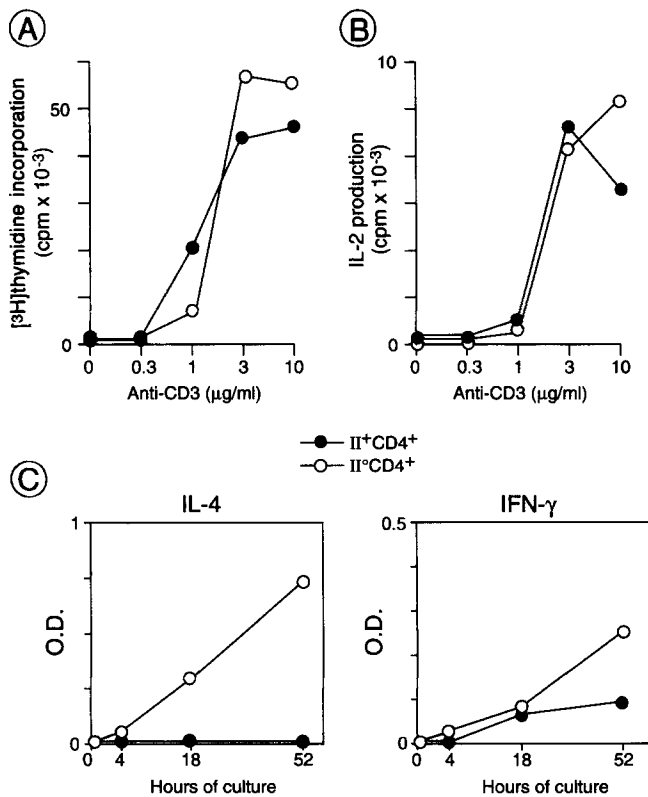 A
[³H]thymidine incorporation
(cpm x 10⁻³)
50
0
0 0.3 1 3 10
Anti-CD3 (µg/ml)
B
IL-2 production
(cpm x 10⁻³)
10
0
0 0.3 1 3 10
Anti-CD3 (µg/ml)
II⁺CD4⁺
II°CD4⁺
C
IL-4
O.D.
1
0
0 4 18 52
Hours of culture
IFN-γ
O.D.
0.5
0
0 4 18 52
Hours of culture